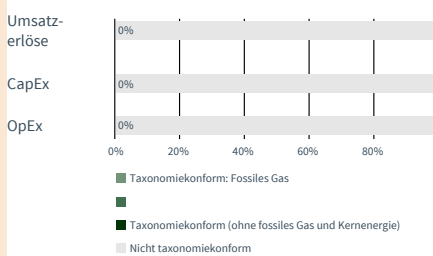 Umsatz-
erlöse
0%
CapEx
0%
OpEx
0%
0% 20% 40% 60% 80%
Taxonomiekonform: Fossiles Gas
Taxonomiekonform (ohne fossiles Gas und Kernenergie)
Nicht taxonomiekonform